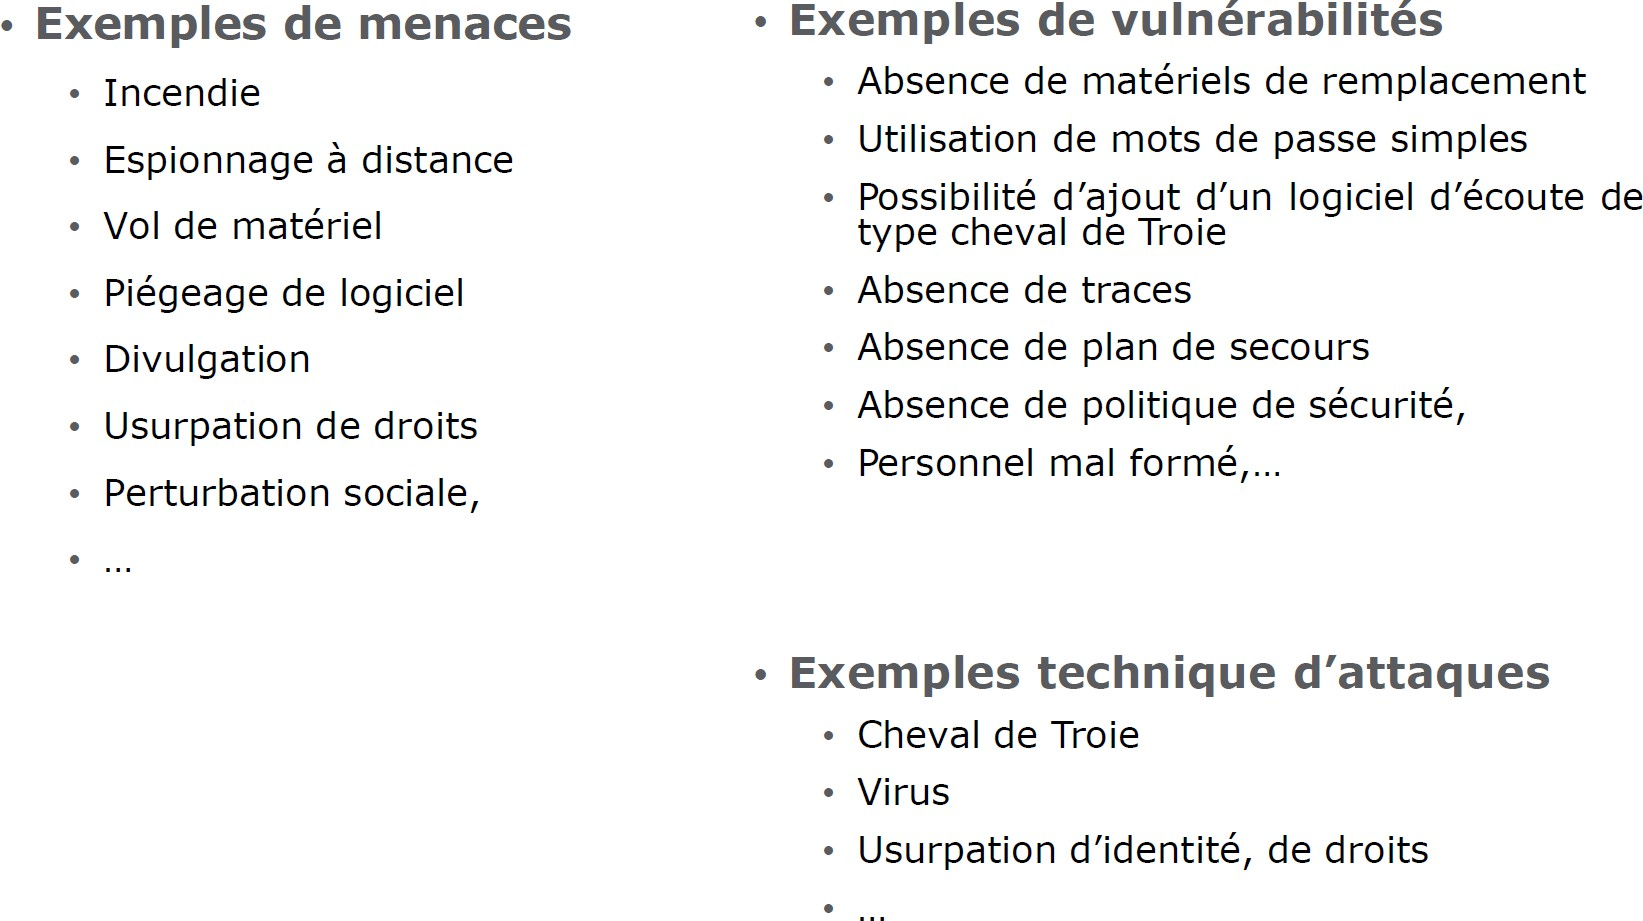 • Exemples de menaces
• Incendie
• Espionnage à distance
• Vol de matériel
• Piégeage de logiciel
• Divulgation
• Usurpation de droits
• Perturbation sociale,
• ...
• Exemples de vulnérabilités
• Absence de matériels de remplacement
• Utilisation de mots de passe simples
• Possibilité d’ajout d’un logiciel d’écoute de
type cheval de Troie
• Absence de traces
• Absence de plan de secours
• Absence de politique de sécurité,
• Personnel mal formé,...
• Exemples technique d’attaques
• Cheval de Troie
• Virus
• Usurpation d’identité, de droits
• ...